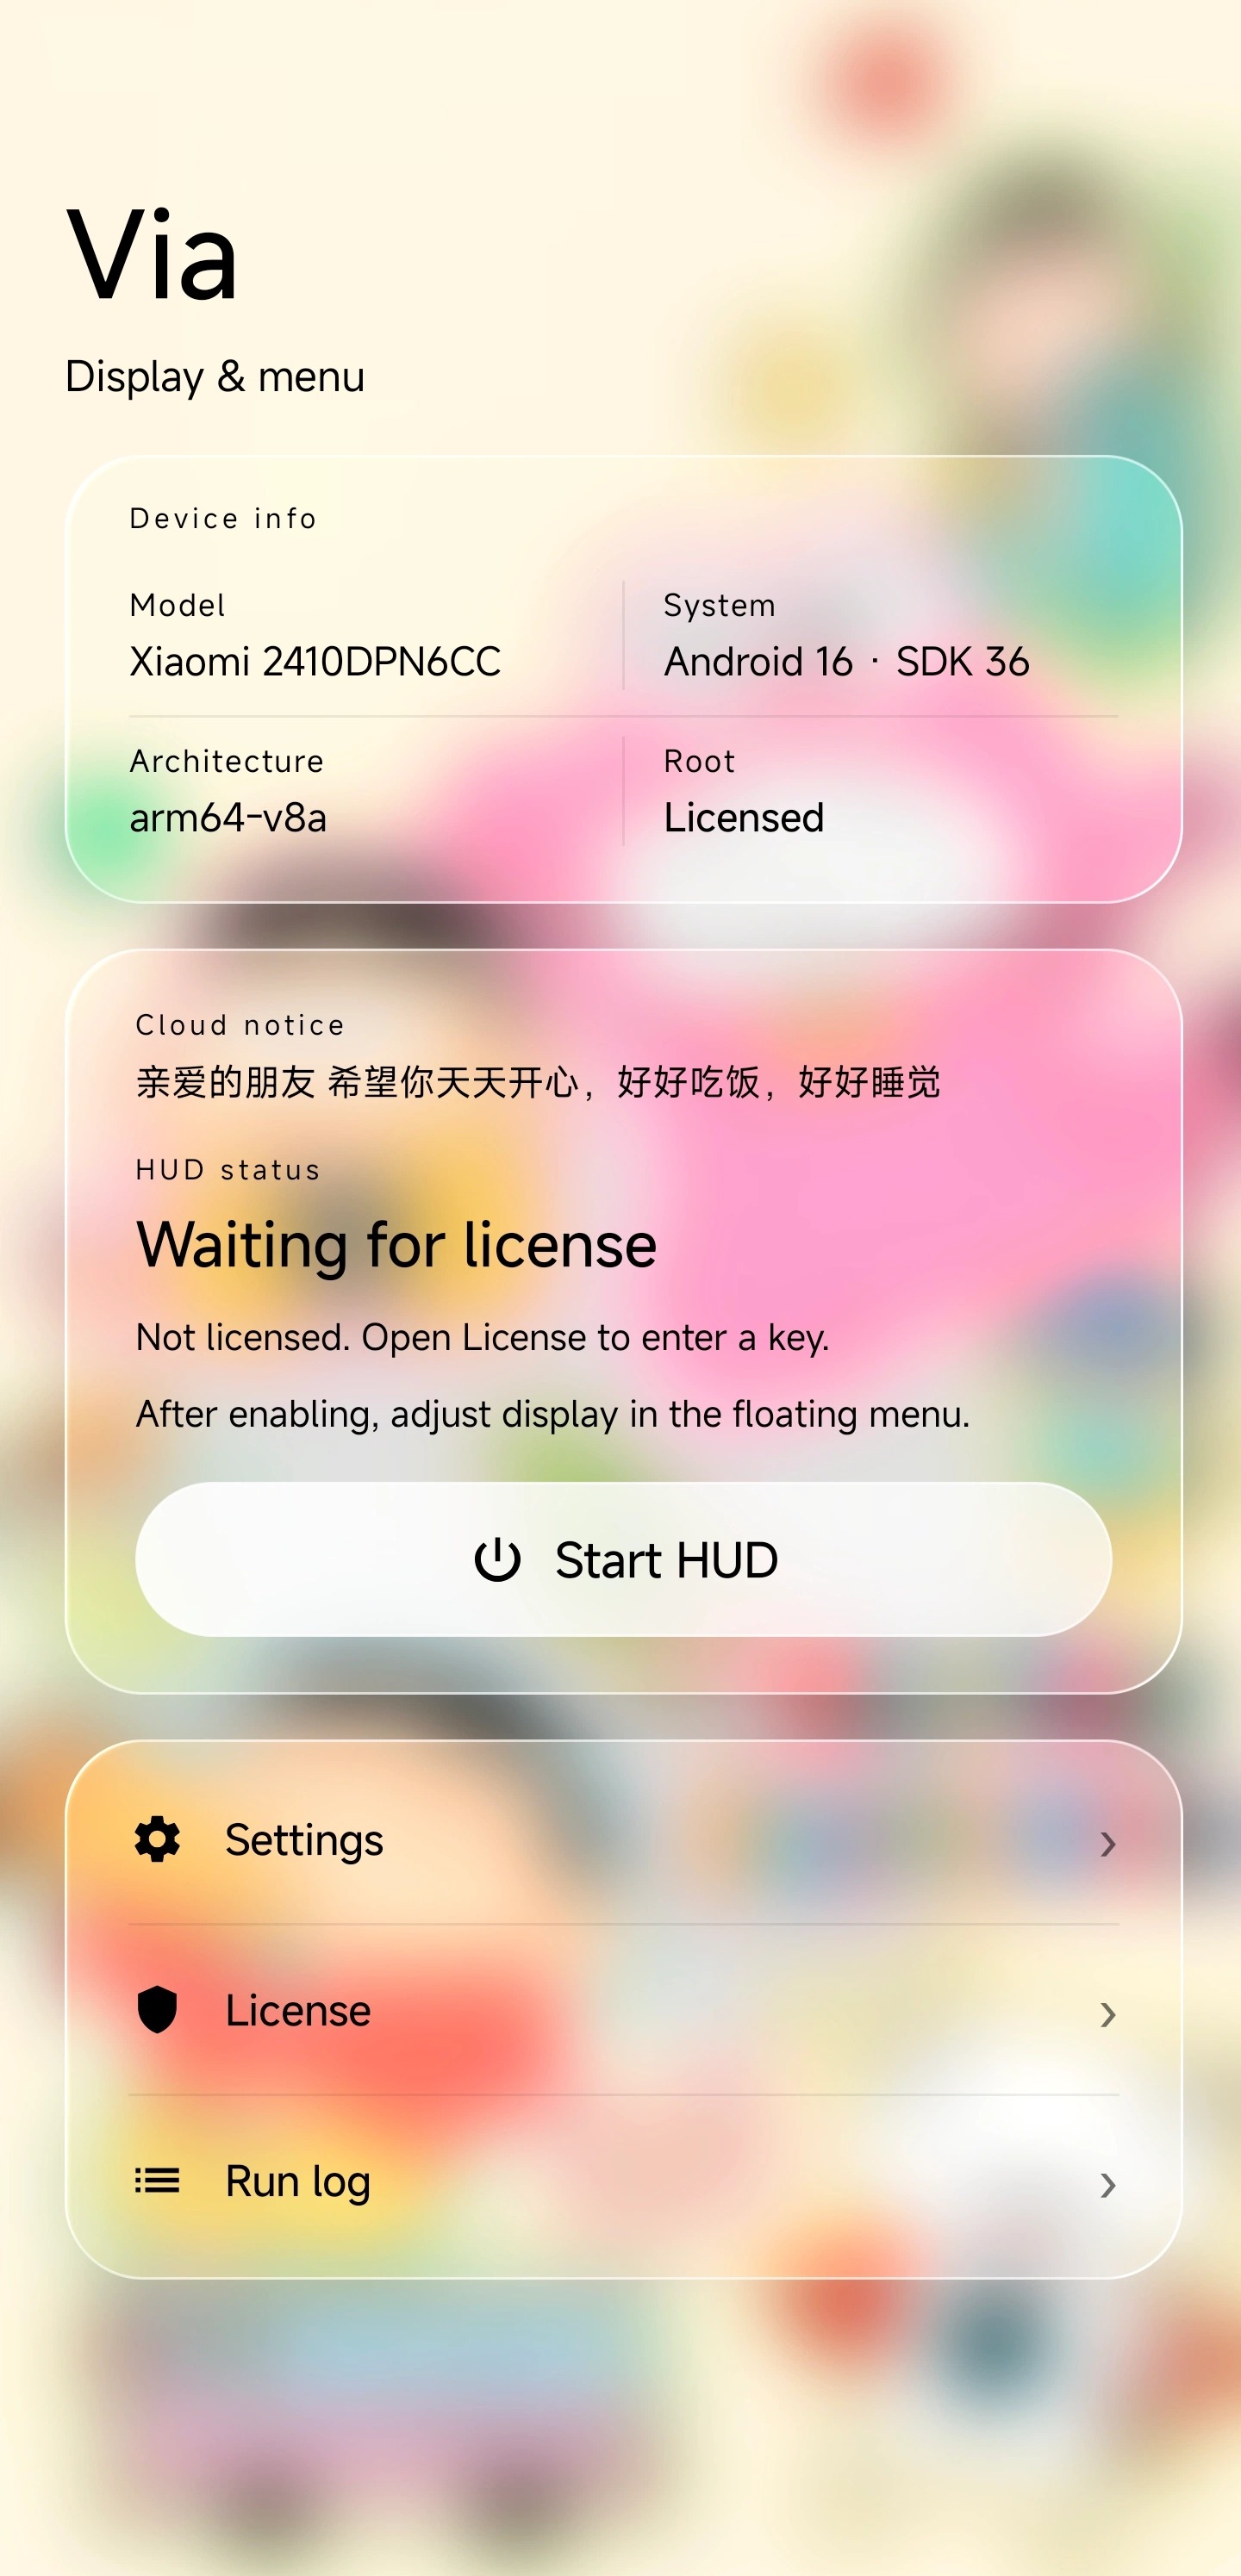 Via
Display & menu
Device info
Model
Xiaomi 2410DPN6CC
System
Android 16 · SDK 36
Architecture
arm64-v8a
Root
Licensed
Cloud notice
亲爱的朋友 希望你天天开心，好好吃饭，好好睡觉
HUD status
Waiting for license
Not licensed. Open License to enter a key.
After enabling, adjust display in the floating menu.
Start HUD
Settings
License
Run log